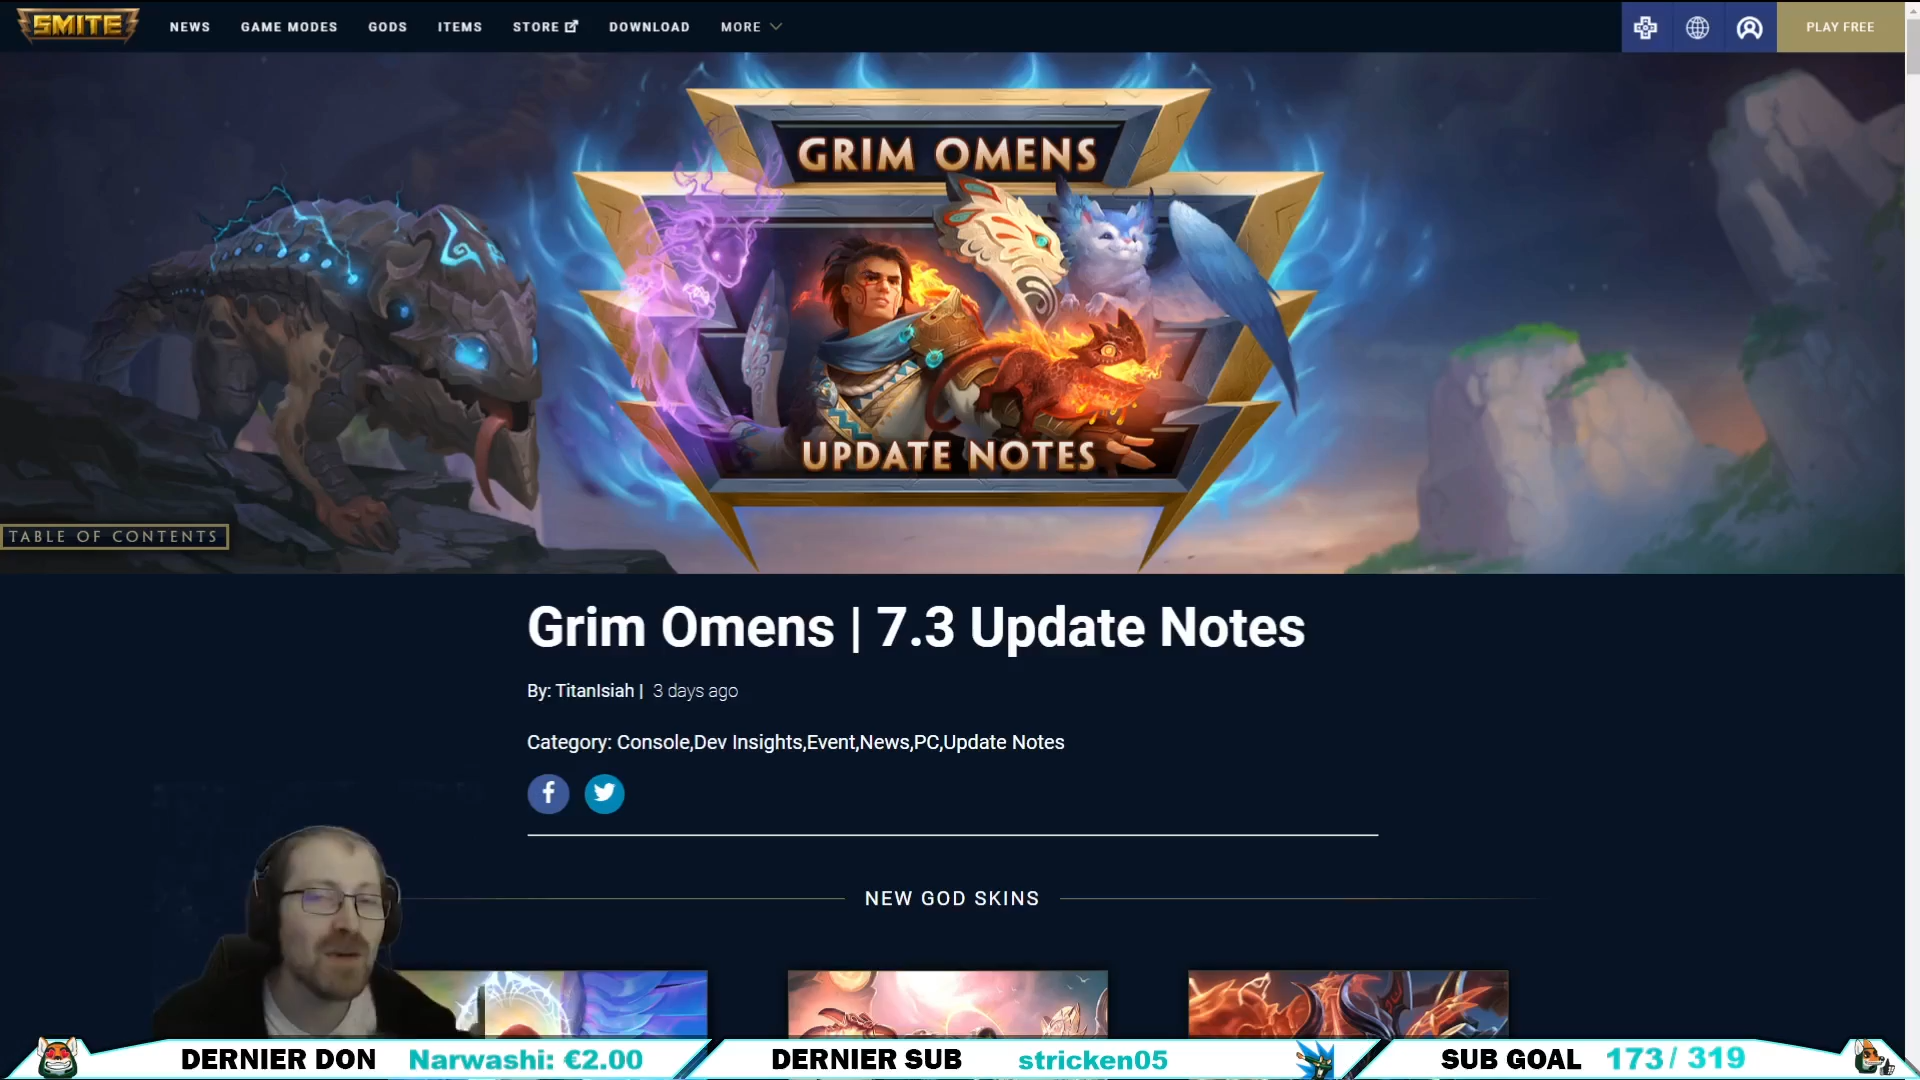 SMITE NEWS GAME MODES GODS ITEMS STORE DOWNLOAD MORE PLAY FREE
GRIM OMENS
UPDATE NOTES
TABLE OF CONTENTS
Grim Omens | 7.3 Update Notes
By: TitanIsiah | 3 days ago
Category: Console,Dev Insights,Event,News,PC,Update Notes
NEW GOD SKINS
DERNIER DON Narwashi: €2.00 DERNIER SUB stricken05 SUB GOAL 173/ 319